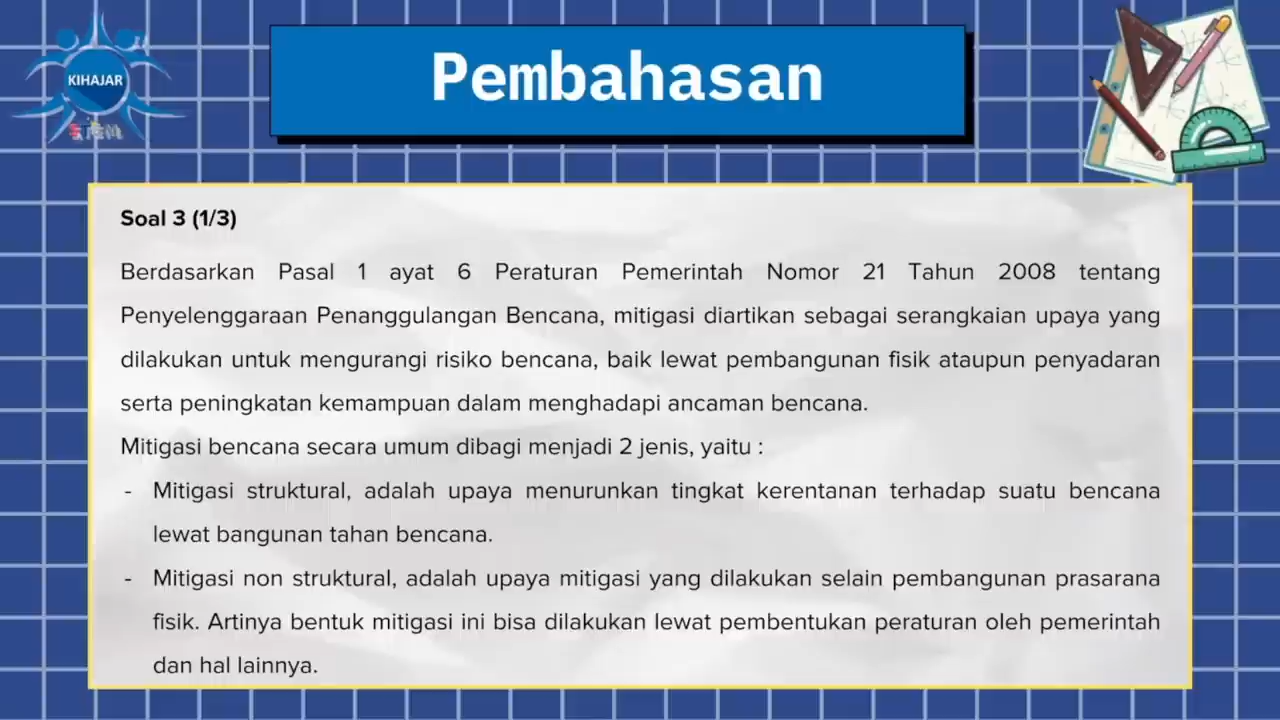 KIHAJAR
STEM
Pembahasan
Soal 3 (1/3)
Berdasarkan Pasal 1 ayat 6 Peraturan Pemerintah Nomor 21 Tahun 2008 tentang
Penyelenggaraan Penanggulangan Bencana, mitigasi diartikan sebagai serangkaian upaya yang
dilakukan untuk mengurangi risiko bencana, baik lewat pembangunan fisik ataupun penyadaran
serta peningkatan kemampuan dalam menghadapi ancaman bencana.
Mitigasi bencana secara umum dibagi menjadi 2 jenis, yaitu :
- Mitigasi struktural, adalah upaya menurunkan tingkat kerentanan terhadap suatu bencana
lewat bangunan tahan bencana.
- Mitigasi non struktural, adalah upaya mitigasi yang dilakukan selain pembangunan prasarana
fisik. Artinya bentuk mitigasi ini bisa dilakukan lewat pembentukan peraturan oleh pemerintah
dan hal lainnya.